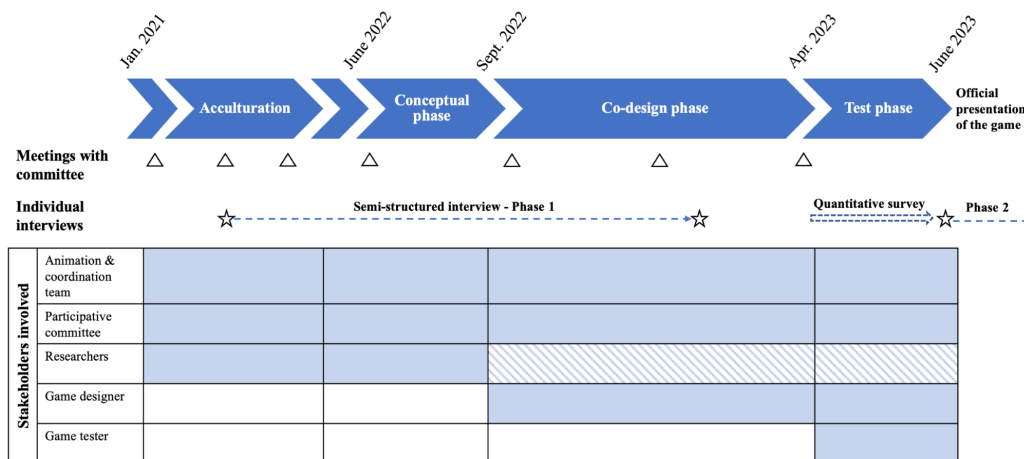 Jan. 2021
June 2022
Sept. 2022
Apr. 2023
June 2023
Acculturation
Conceptual
phase
Co-design phase
Test phase
Official
presentation
of the game
Meetings with
committee
Individual
interviews
Semi-structured interview - Phase 1
Quantitative survey
Phase 2
Stakeholders involved
Animation &
coordination
team
Participative
committee
Researchers
Game designer
Game tester